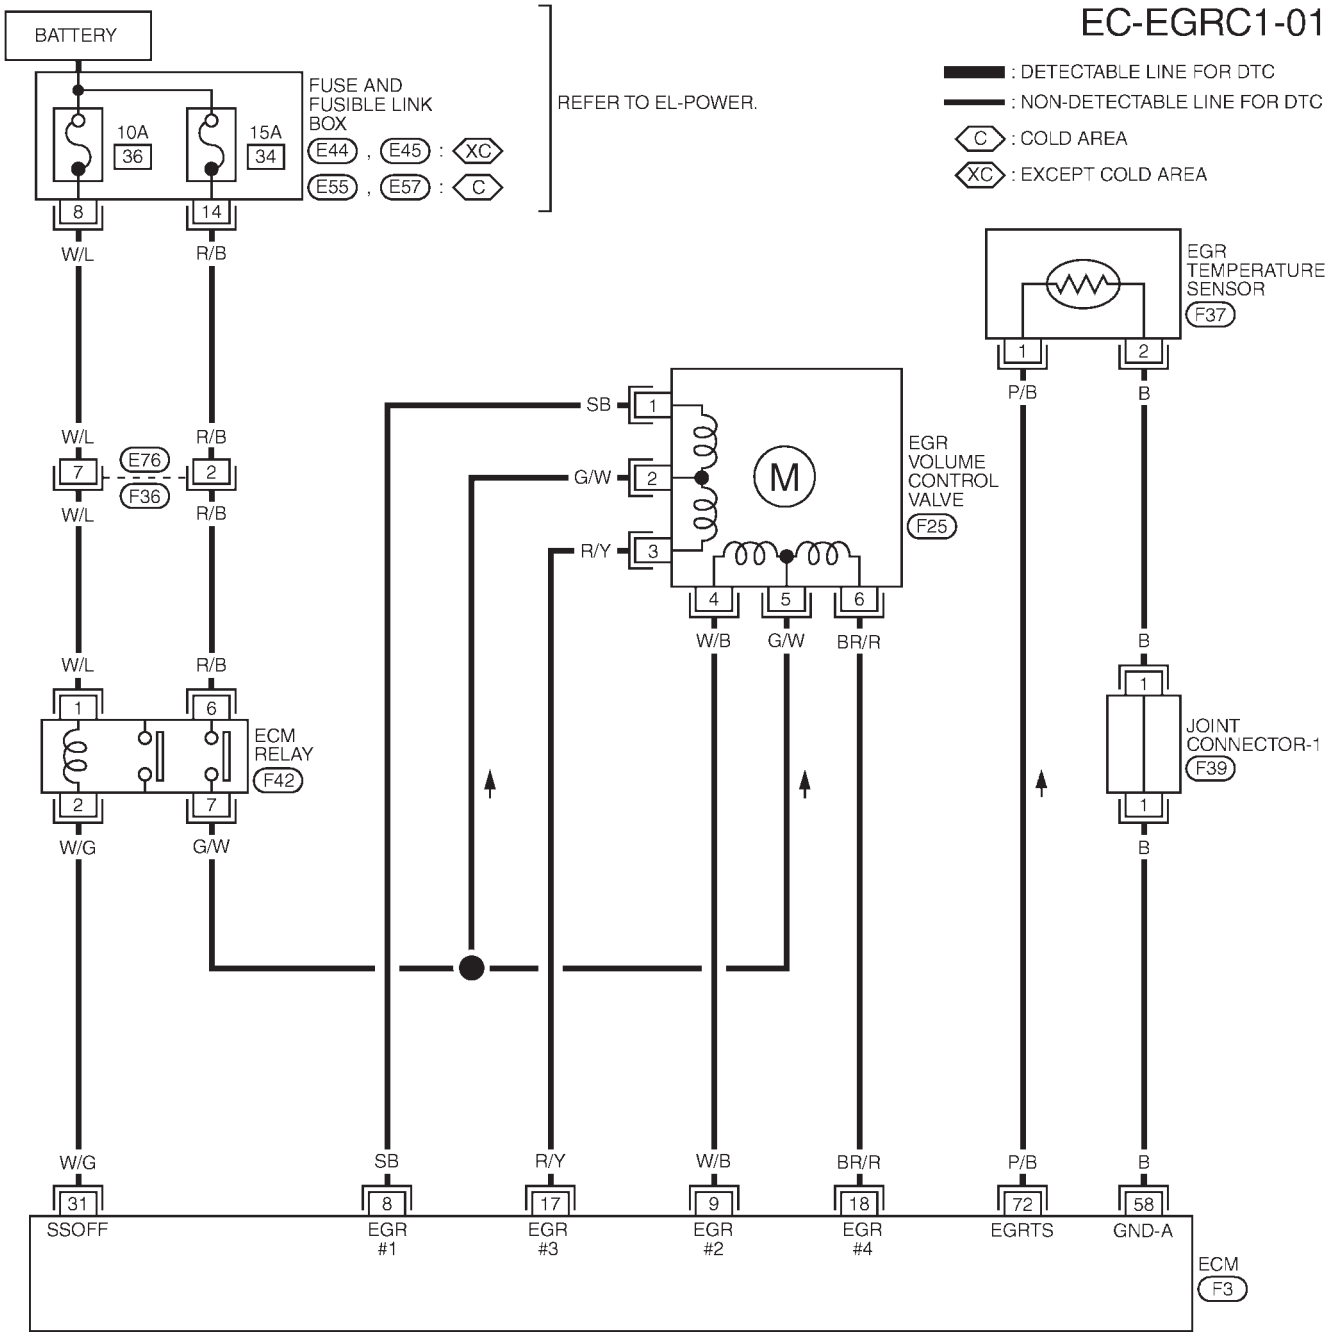 EC-EGRC1-01
BATTERY
: DETECTABLE LINE FOR DTC
: NON-DETECTABLE LINE FOR DTC
C : COLD AREA
XC : EXCEPT COLD AREA
FUSE AND
FUSIBLE LINK
BOX
E44 , E45 : XC
E55 , E57 : C
REFER TO EL-POWER.
10A
36
15A
34
8
14
W/L
R/B
EGR
TEMPERATURE
SENSOR
F37
1
2
P/B
B
SB
1
G/W
2
R/Y
3
M
EGR
VOLUME
CONTROL
VALVE
F25
4
5
6
W/B
G/W
BR/R
W/L
R/B
7
E76
F36
2
W/L
R/B
W/L
R/B
1
6
ECM
RELAY
F42
2
7
W/G
G/W
B
1
JOINT
CONNECTOR-1
F39
1
B
W/G
SB
R/Y
W/B
BR/R
P/B
B
31
8
17
9
18
72
58
SSOFF
EGR
#1
EGR
#3
EGR
#2
EGR
#4
EGRTS
GND-A
ECM
F3